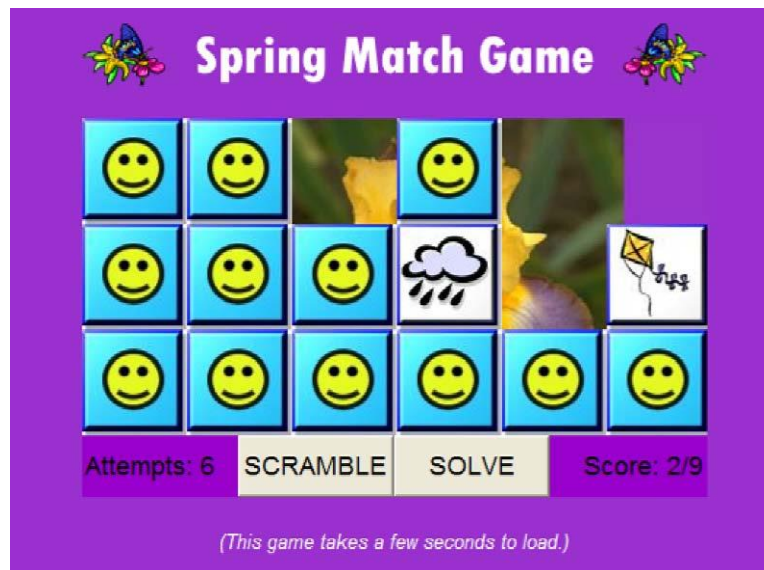 Spring Match Game
Attempts: 6 SCRAMBLE SOLVE Score: 2/9
(This game takes a few seconds to load.)